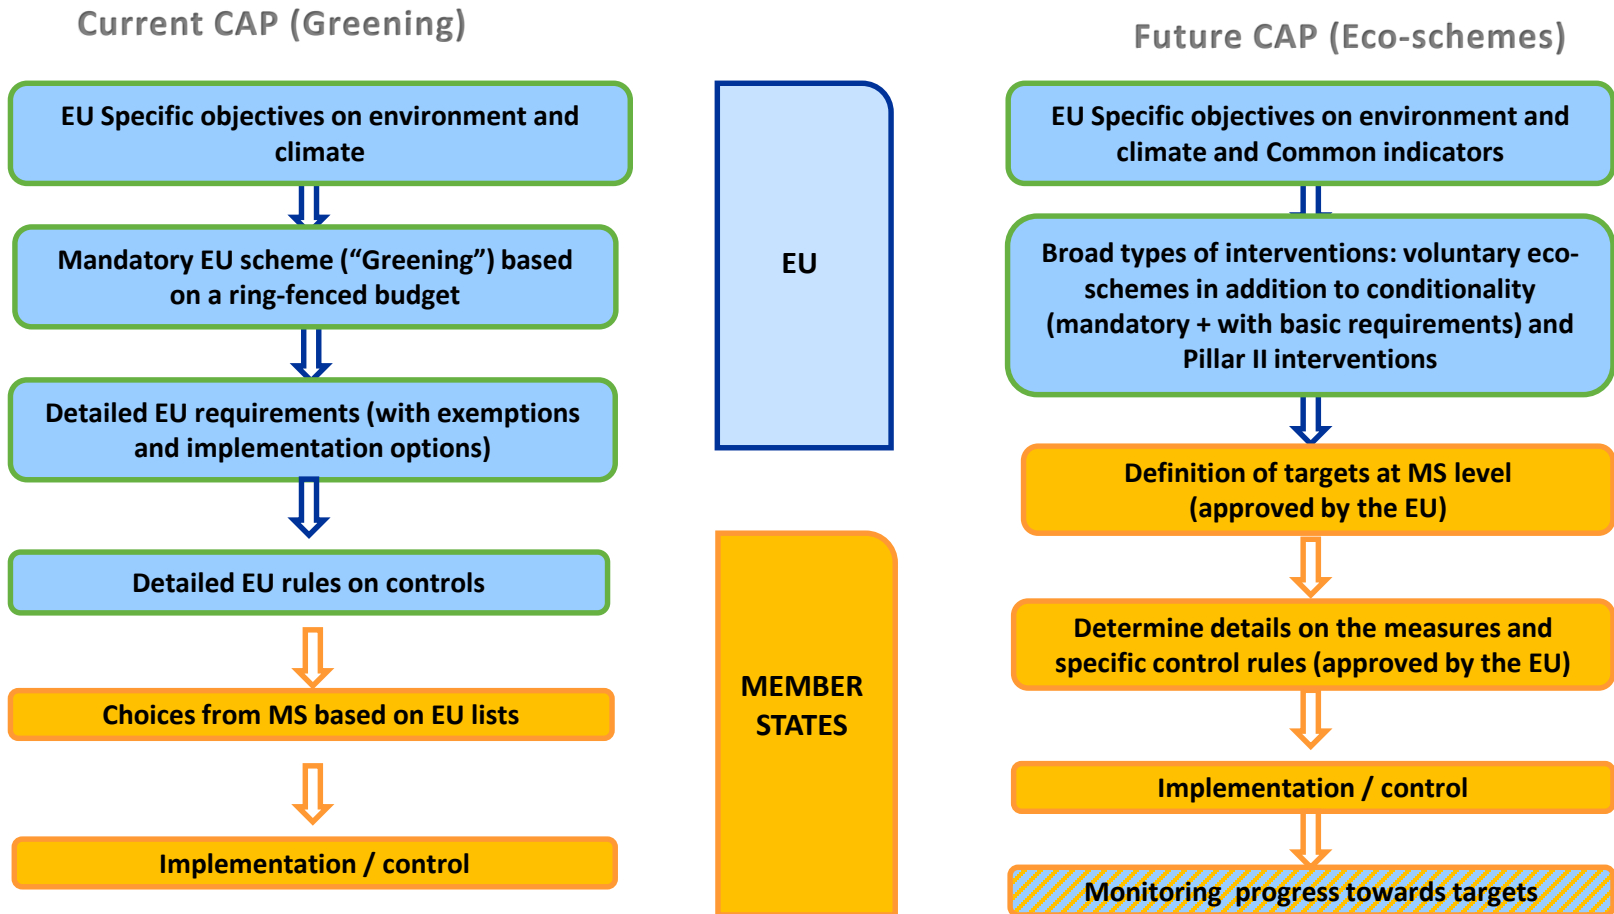 Current CAP (Greening)
EU Specific objectives on environment and
climate
Mandatory EU scheme (“Greening”) based
on a ring-fenced budget
Detailed EU requirements (with exemptions
and implementation options)
Detailed EU rules on controls
Choices from MS based on EU lists
Implementation / control
EU
MEMBER
STATES
Future CAP (Eco-schemes)
EU Specific objectives on environment and
climate and Common indicators
Broad types of interventions: voluntary eco-
schemes in addition to conditionality
(mandatory + with basic requirements) and
Pillar II interventions
Definition of targets at MS level
(approved by the EU)
Determine details on the measures and
specific control rules (approved by the EU)
Implementation / control
Monitoring progress towards targets